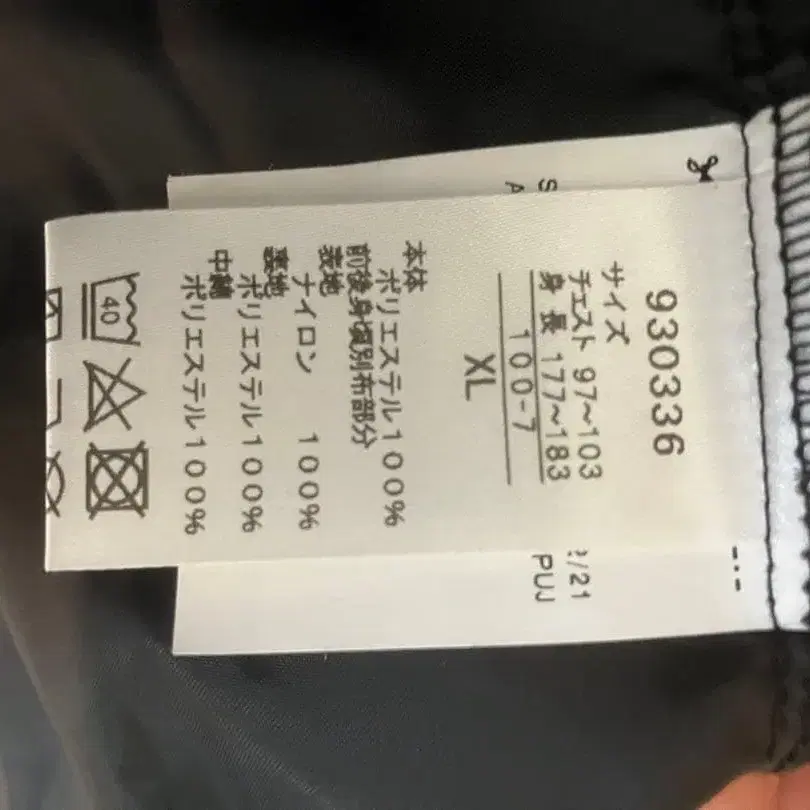 930336
サイズ
チェスト 97~103
身長 177~183
100-7
XL
本体
ポリエステル100%
前後身頃別布部分
表地
ナイロン 100%
裏地
ポリエステル100%
中綿
ポリエステル100%
40
S
A
/21
PUJ